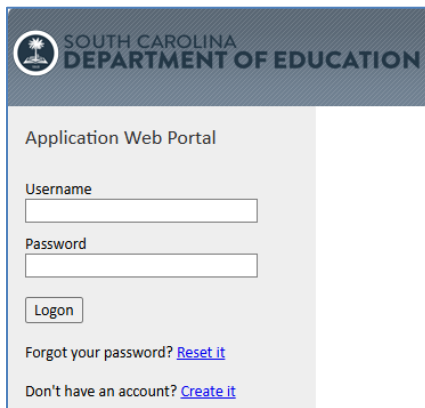 SOUTH CAROLINA
DEPARTMENT OF EDUCATION
Application Web Portal
Username
Password
Logon
Forgot your password? Reset it
Don't have an account? Create it